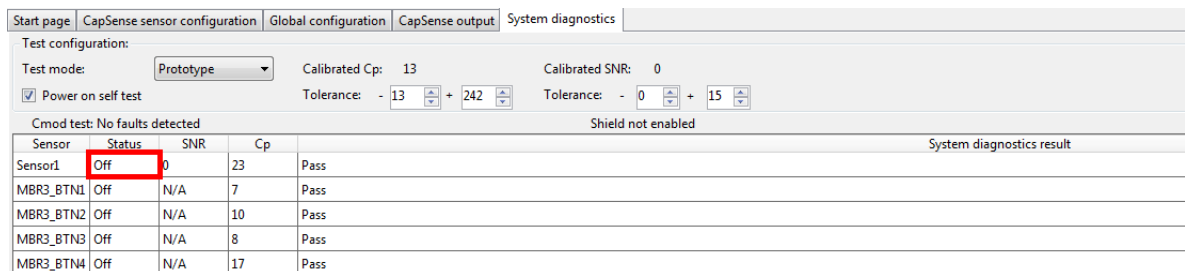 Start page CapSense sensor configuration Global configuration CapSense output System diagnostics
Test configuration:
Test mode: Prototype Calibrated Cp: 13 Calibrated SNR: 0
Power on self test Tolerance: - 13 + 242 Tolerance: - 0 + 15
Cmod test: No faults detected Shield not enabled
Sensor Status SNR Cp System diagnostics result
Sensor1 Off 0 23 Pass
MBR3_BTN1 Off N/A 7 Pass
MBR3_BTN2 Off N/A 10 Pass
MBR3_BTN3 Off N/A 8 Pass
MBR3_BTN4 Off N/A 17 Pass